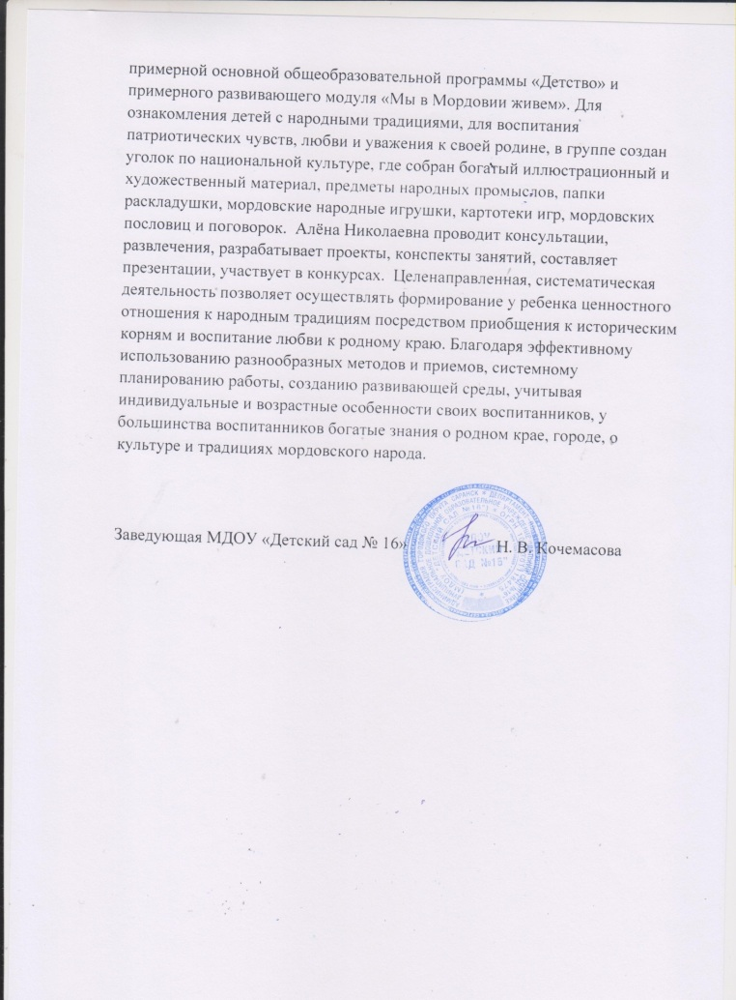 примерной основной общеобразовательной программы «Детство» и
примерного развивающего модуля «Мы в Мордовии живем». Для
ознакомления детей с народными традициями, для воспитания
патриотических чувств, любви и уважения к своей родине, в группе создан
уголок по национальной культуре, где собран богатый иллюстрационный и
художественный материал, предметы народных промыслов, папки
раскладушки, мордовские народные игрушки, картотеки игр, мордовских
пословиц и поговорок. Алёна Николаевна проводит консультации,
развлечения, разрабатывает проекты, конспекты занятий, составляет
презентации, участвует в конкурсах. Целенаправленная, систематическая
деятельность позволяет осуществлять формирование у ребенка ценностного
отношения к народным традициям посредством приобщения к историческим
корням и воспитание любви к родному краю. Благодаря эффективному
использованию разнообразных методов и приемов, системному
планированию работы, созданию развивающей среды, учитывая
индивидуальные и возрастные особенности своих воспитанников, у
большинства воспитанников богатые знания о родном крае, городе, о
культуре и традициях мордовского народа.
Заведующая МДОУ «Детский сад № 16» Н. В. Кочемасова